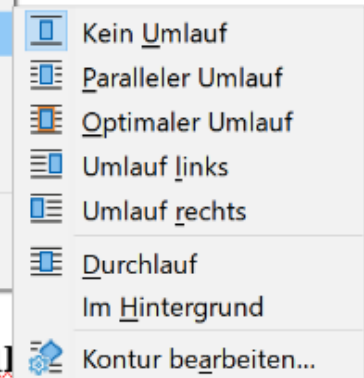 Kein Umlauf
Paralleler Umlauf
Optimaler Umlauf
Umlauf links
Umlauf rechts
Durchlauf
Im Hintergrund
Kontur bearbeiten...